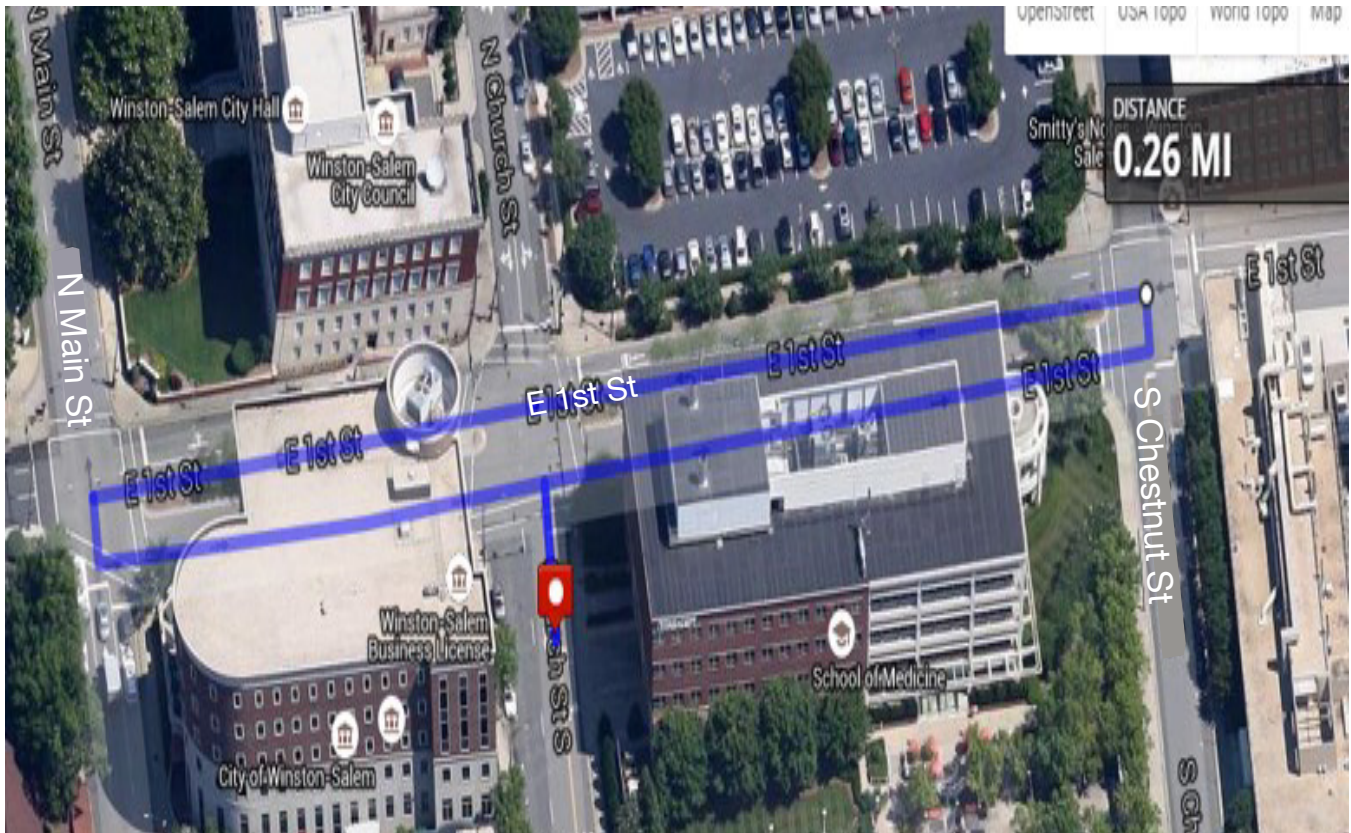 OpenStreet USA Topo World Topo Map
N Main St
Winston-Salem City Hall
Winston-Salem
City Council
N Church St
DISTANCE
0.26 MI
Smitty's
N Main St
E 1st St
E 1st St
E 1st St
E 1st St
E 1st St
E 1st St
E 1st St
S Chestnut St
Winston-Salem
Business License
School of Medicine
City of Winston-Salem